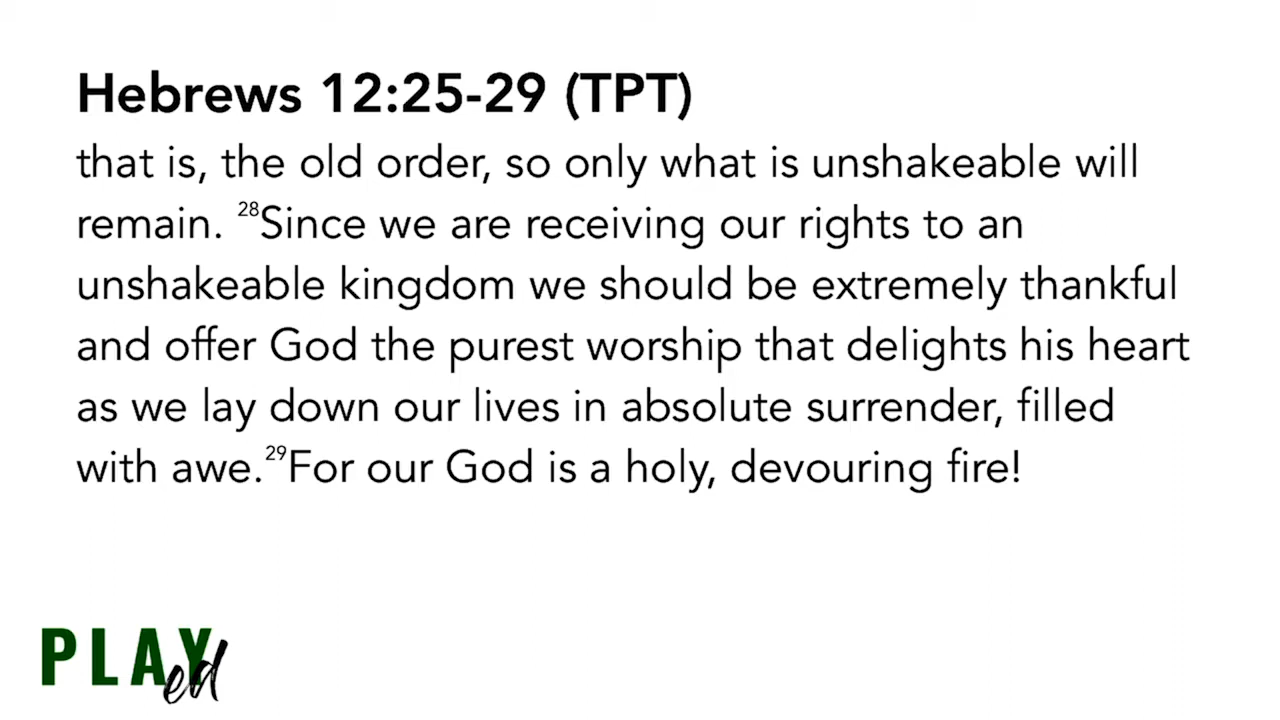 Hebrews 12:25-29 (TPT)
that is, the old order, so only what is unshakeable will
remain. ²⁸Since we are receiving our rights to an
unshakeable kingdom we should be extremely thankful
and offer God the purest worship that delights his heart
as we lay down our lives in absolute surrender, filled
with awe.²⁹For our God is a holy, devouring fire!
PLAYed